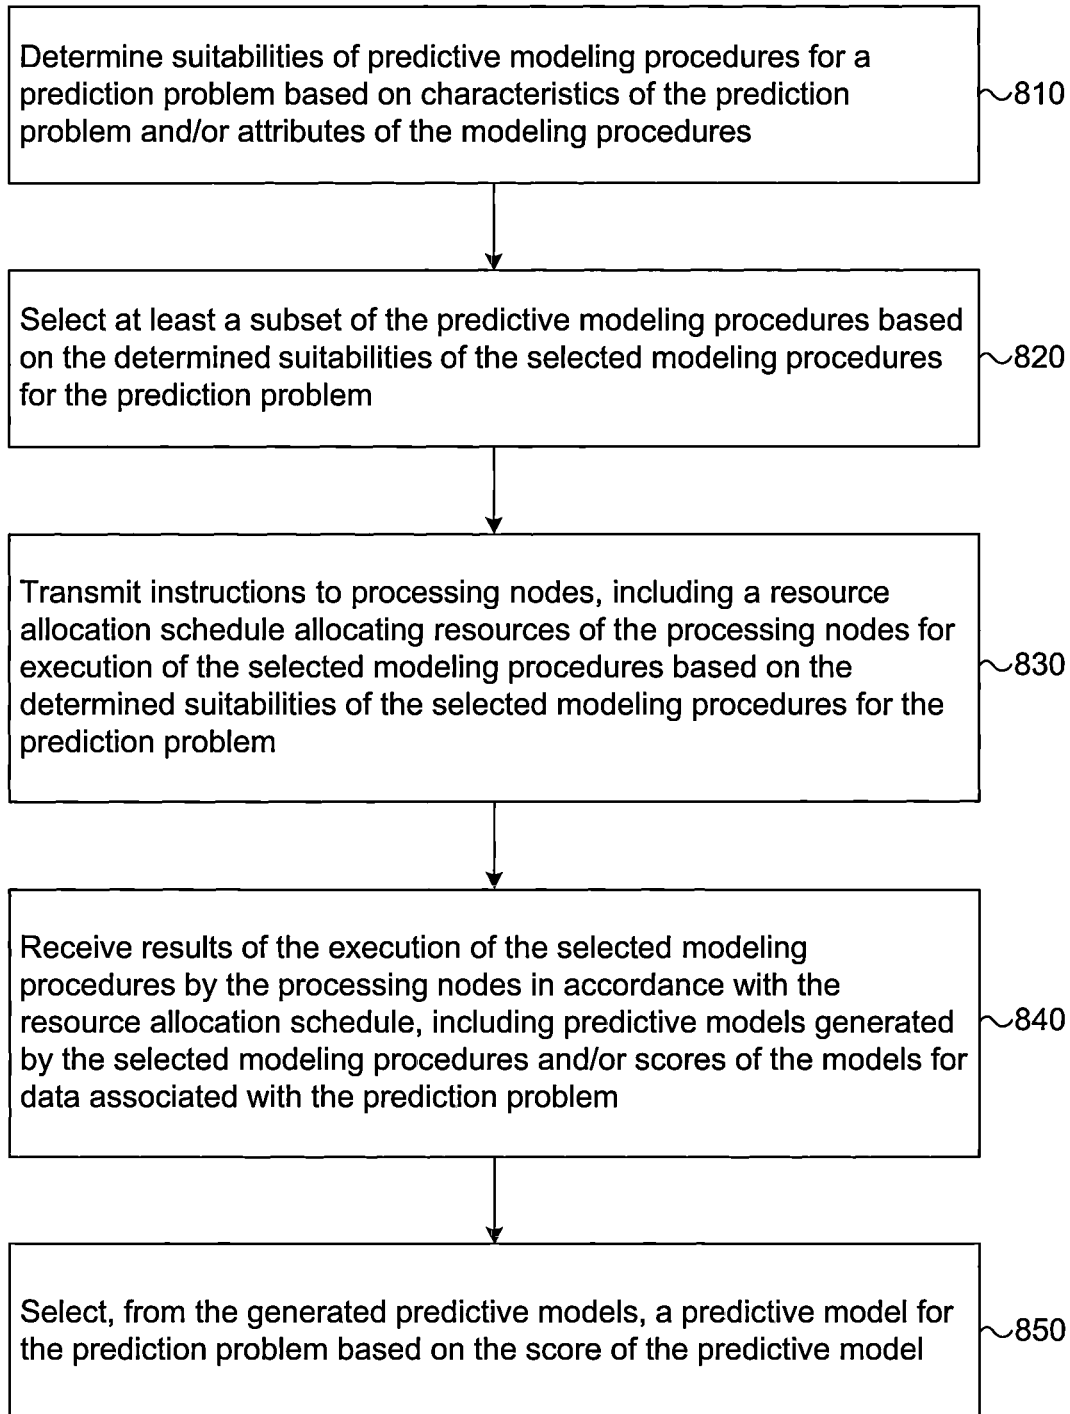 Determine suitabilities of predictive modeling procedures for a
prediction problem based on characteristics of the prediction
problem and/or attributes of the modeling procedures
810
Select at least a subset of the predictive modeling procedures based
on the determined suitabilities of the selected modeling procedures
for the prediction problem
820
Transmit instructions to processing nodes, including a resource
allocation schedule allocating resources of the processing nodes for
execution of the selected modeling procedures based on the
determined suitabilities of the selected modeling procedures for the
prediction problem
830
Receive results of the execution of the selected modeling
procedures by the processing nodes in accordance with the
resource allocation schedule, including predictive models generated
by the selected modeling procedures and/or scores of the models for
data associated with the prediction problem
840
Select, from the generated predictive models, a predictive model for
the prediction problem based on the score of the predictive model
850